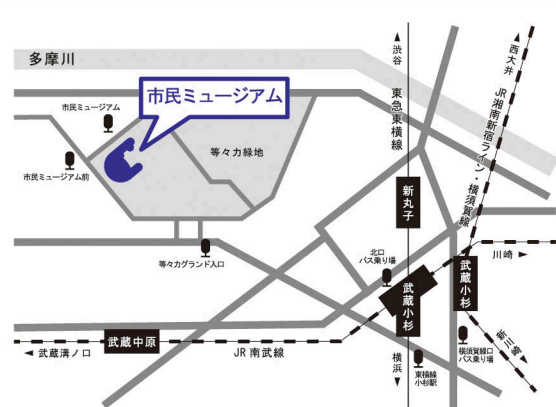 多摩川
市民ミュージアム
市民ミュージアム
市民ミュージアム前
等々力緑地
等々力グランド入口
▲渋谷
東急東横線
▲西大井
JR湘南新宿ライン・横須賀線
新丸子
北口
バス乗り場
武蔵小杉
武蔵小杉
川崎 ▶
新川崎▼
横須賀線口
バス乗り場
東横線
小杉駅
横浜▼
武蔵中原
◀ 武蔵溝ノ口
JR南武線